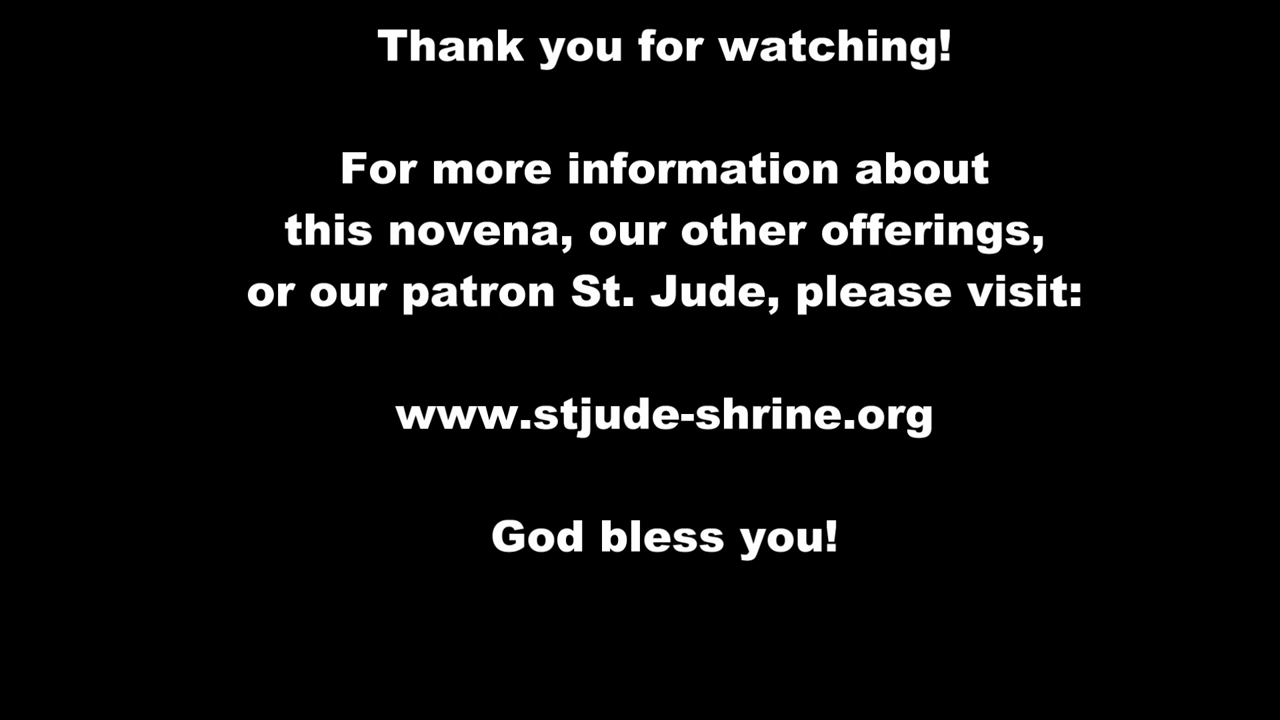 Thank you for watching!
For more information about
this novena, our other offerings,
or our patron St. Jude, please visit:
www.stjude-shrine.org
God bless you!